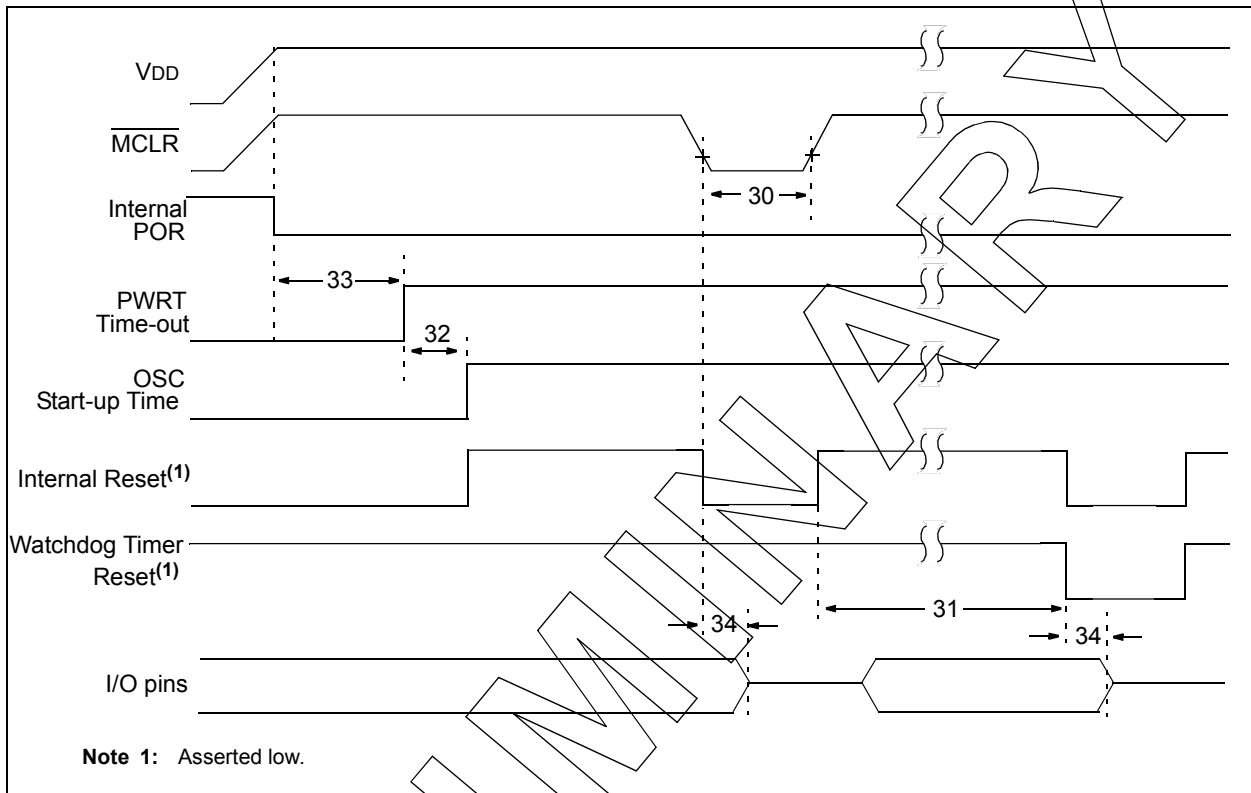 VDD
MCLR
Internal
POR
30
33
PWRT
Time-out
32
OSC
Start-up Time
Internal Reset(1)
Watchdog Timer
Reset(1)
31
34
34
I/O pins
Note 1: Asserted low.
IMINARY